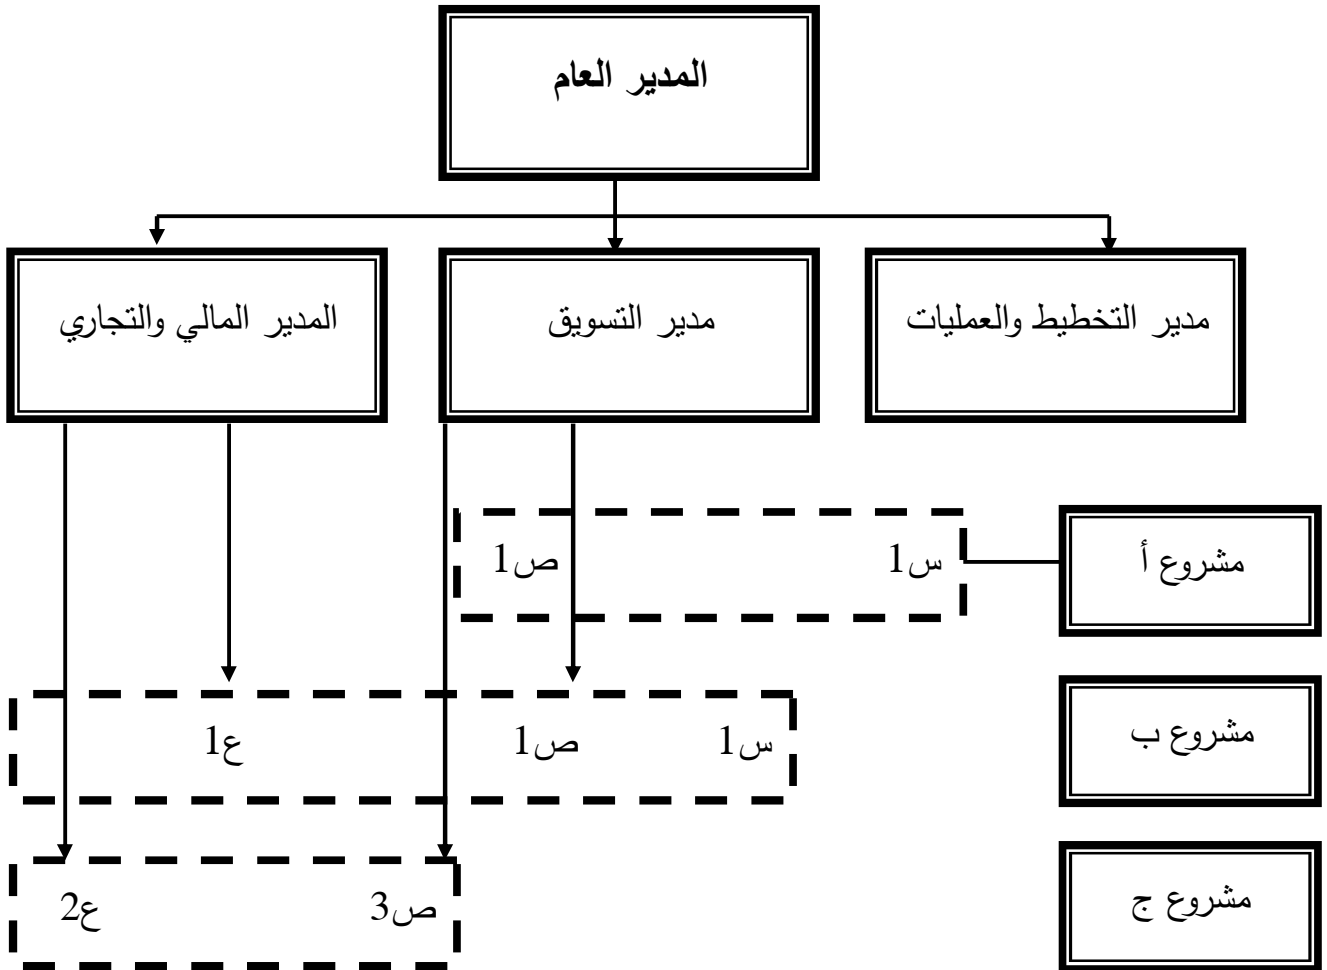 المدير العام
مدير التخطيط والعمليات
مدير التسويق
المدير المالي والتجاري
مشروع أ
س1
ص1
مشروع ب
س1
ص1
ع1
مشروع ج
ص3
ع2